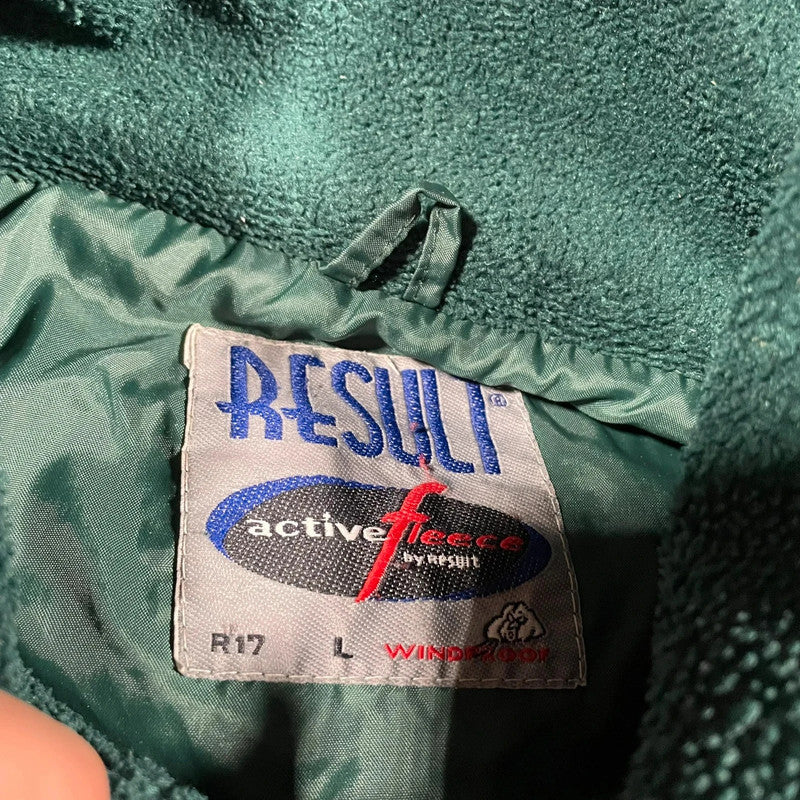 RESULT®
activefleece
by Result
R17 L WINDPROOF